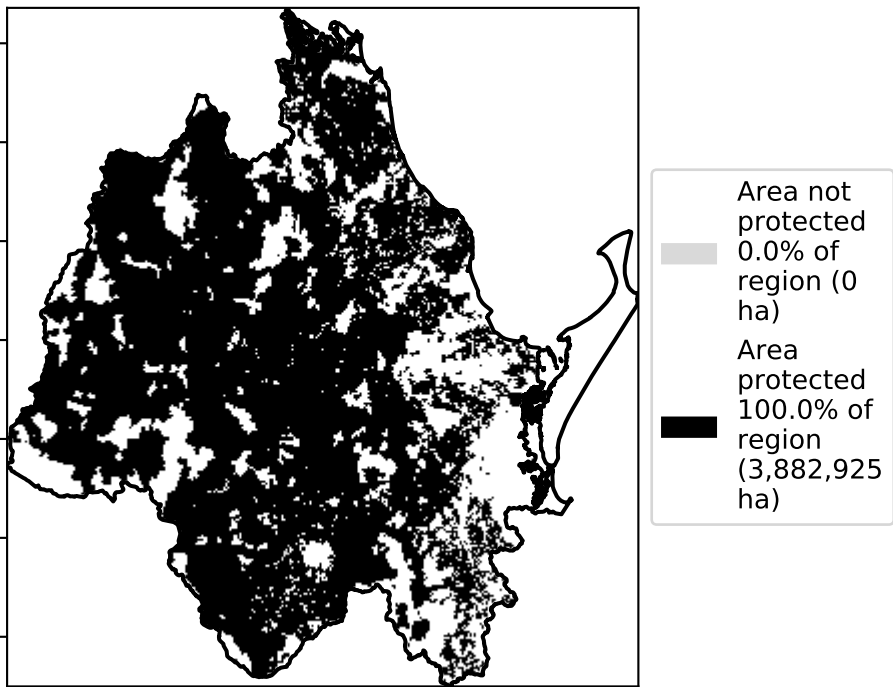 Area not
protected
0.0% of
region (0
ha)
Area
protected
100.0% of
region
(3,882,925
ha)